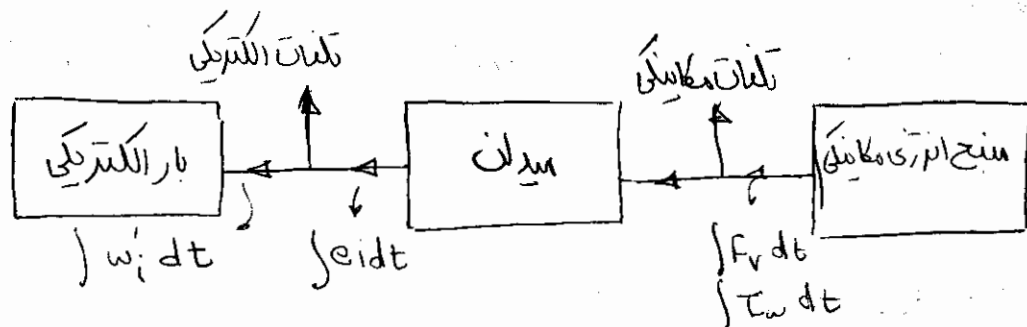 تلفات الکتریکی
تلفات مکانیکی
منبع انرژی مکانیکی
میدان
بار الکتریکی
∫ Fv dt
∫ Tω dt
∫ ei dt
∫ wi dt